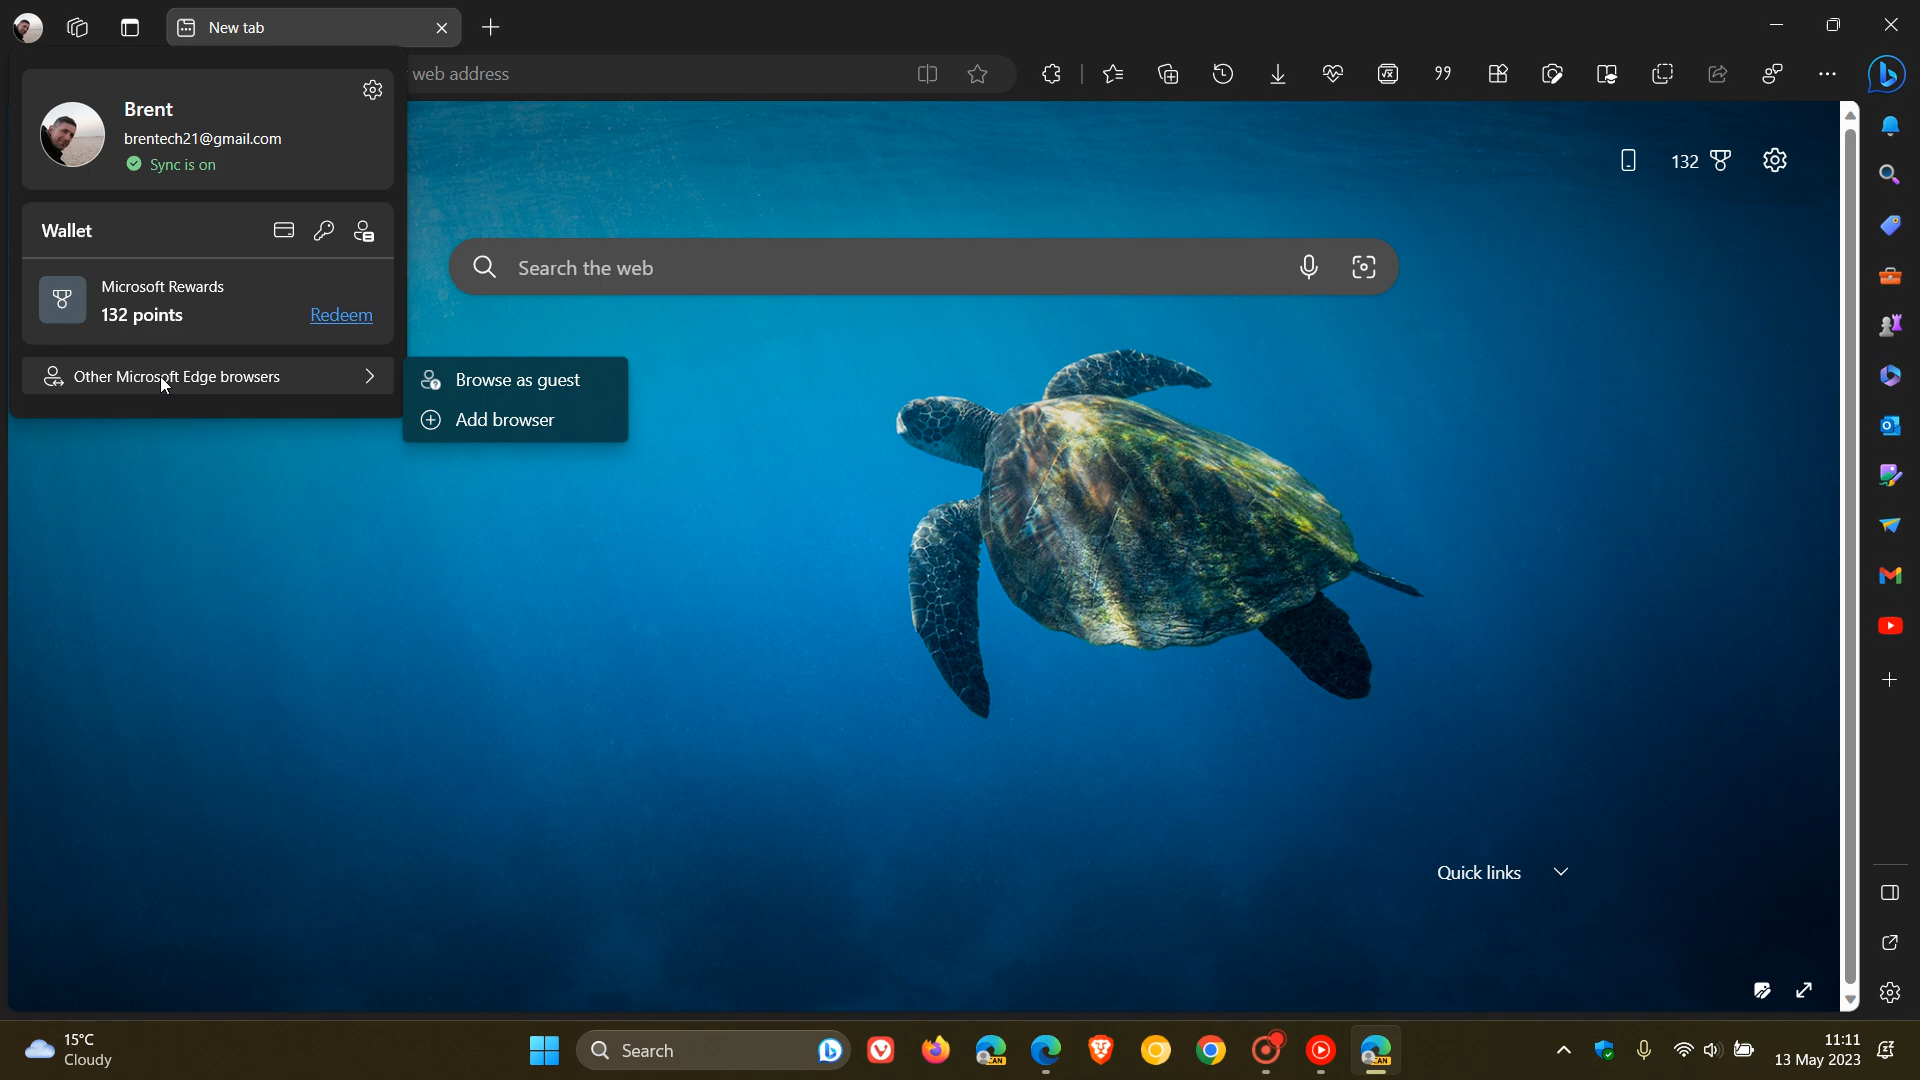 New tab
web address
Brent
brentech21@gmail.com
Sync is on
132
Wallet
Search the web
Microsoft Rewards
132 points
Redeem
Other Microsoft Edge browsers
Browse as guest
Add browser
Quick links
15°C
Cloudy
Search
CAN
CAN
11:11
13 May 2023